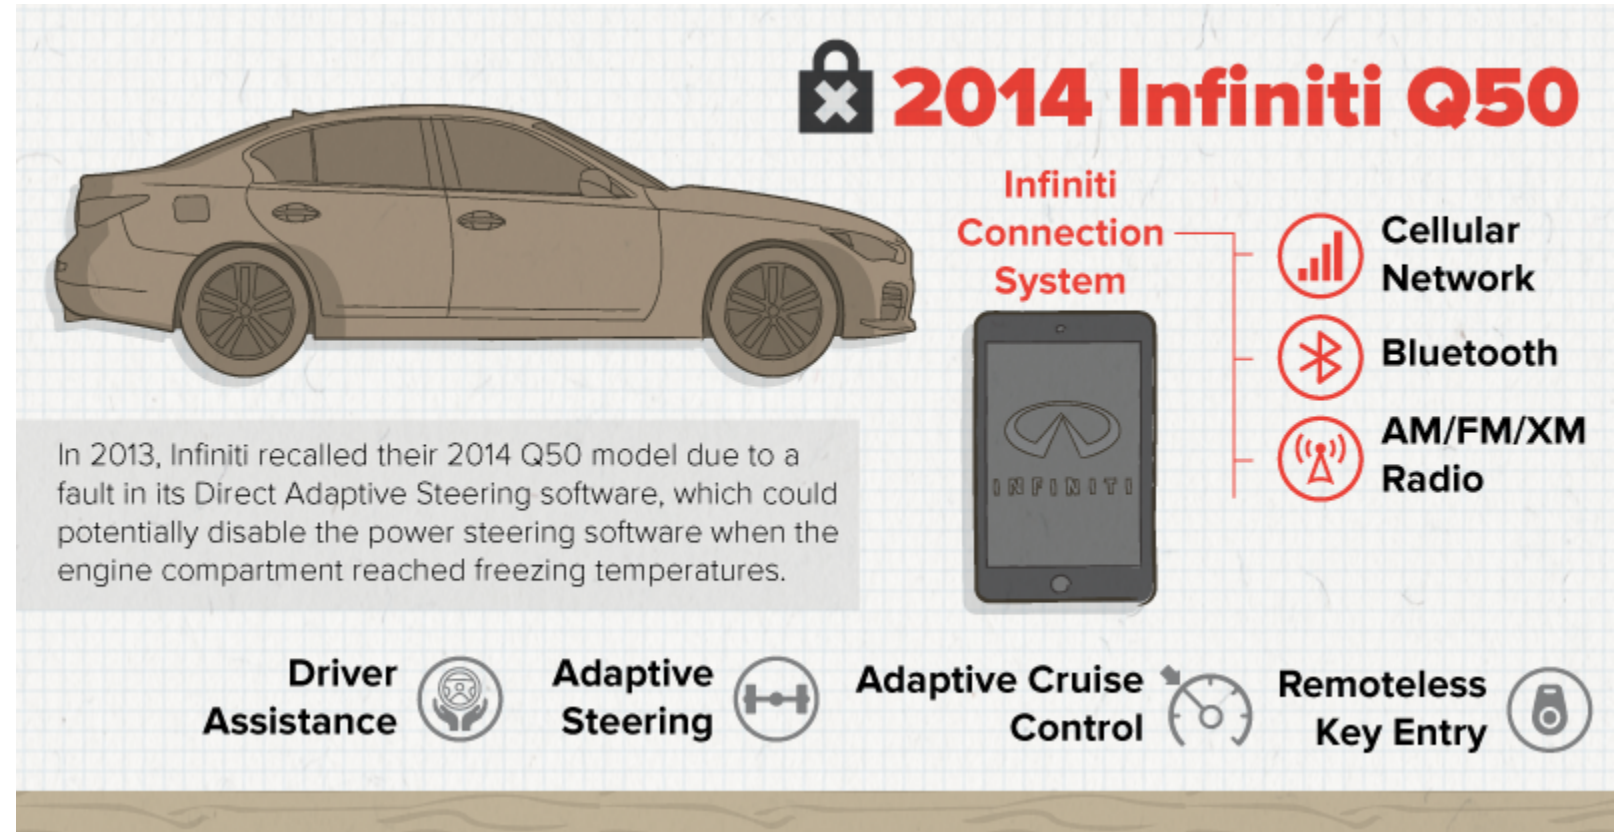 2014 Infiniti Q50
Infiniti
Connection
System
Cellular
Network
Bluetooth
AM/FM/XM
Radio
INFINITI
In 2013, Infiniti recalled their 2014 Q50 model due to a
fault in its Direct Adaptive Steering software, which could
potentially disable the power steering software when the
engine compartment reached freezing temperatures.
Driver
Assistance
Adaptive
Steering
Adaptive Cruise
Control
Remoteless
Key Entry